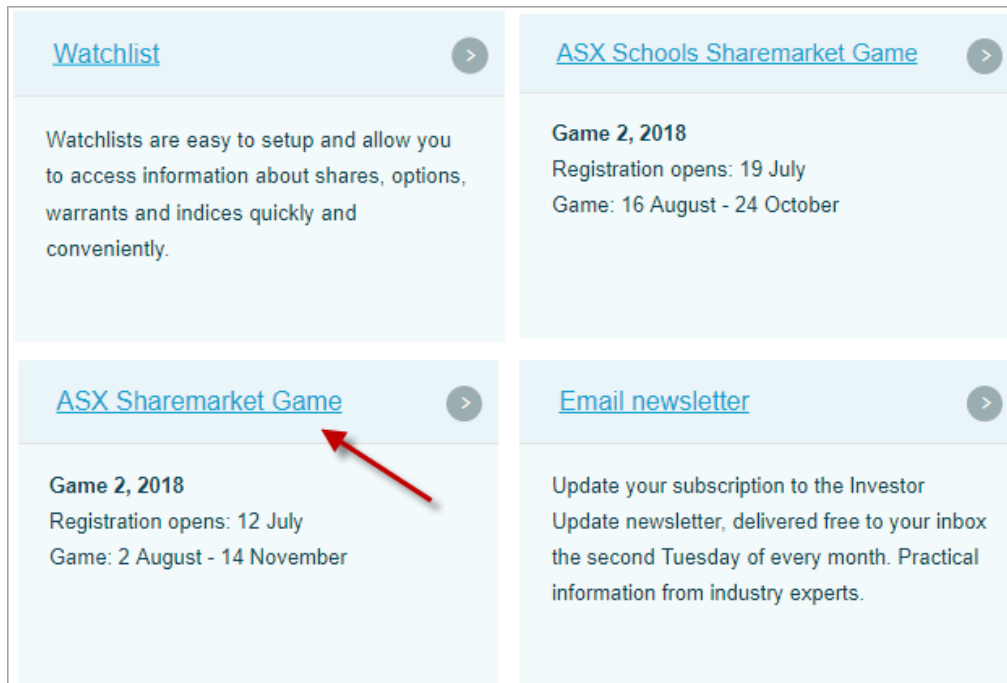 Watchlist
Watchlists are easy to setup and allow you
to access information about shares, options,
warrants and indices quickly and
conveniently.
ASX Schools Sharemarket Game
Game 2, 2018
Registration opens: 19 July
Game: 16 August - 24 October
ASX Sharemarket Game
Game 2, 2018
Registration opens: 12 July
Game: 2 August - 14 November
Email newsletter
Update your subscription to the Investor
Update newsletter, delivered free to your inbox
the second Tuesday of every month. Practical
information from industry experts.